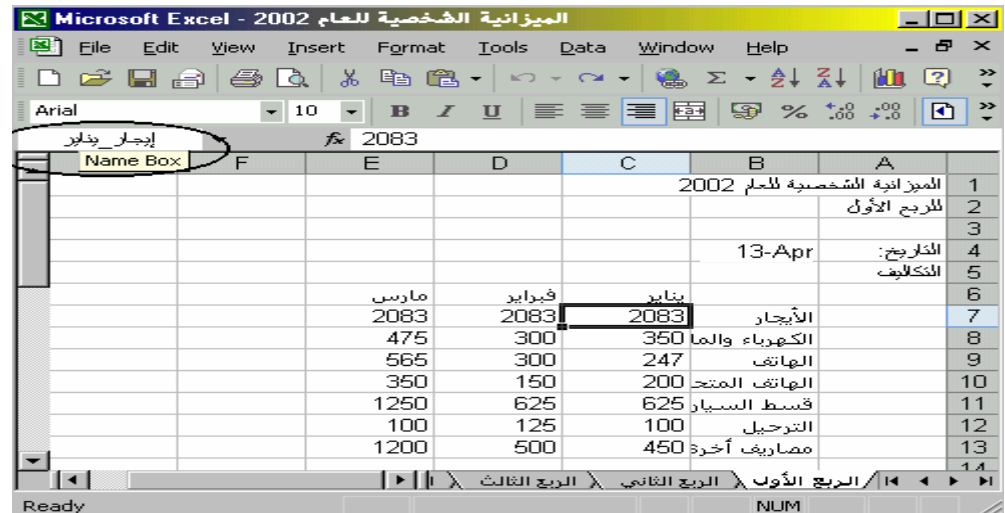 Microsoft Excel - 2002 الميزانية الشخصية للعام
File Edit View Insert Format Tools Data Window Help
Arial 10 B I U
إيجار_يناير fx 2083
Name Box
F E D C B A
1 الميزانية الشخصية للعام 2002
2 للربع الأول
3
4 التاريخ: 13-Apr
5 التكاليف
6 يناير فبراير مارس
7 الأيجار 2083 2083 2083
8 الكهرباء والما 350 300 475
9 الهاتف 247 300 565
10 الهاتف المتح 200 150 350
11 قسط السيار 625 625 1250
12 الترحيل 100 125 100
13 مصاريف أخرة 450 500 1200
14
الربع الأول الربع الثاني الربع الثالث
Ready NUM